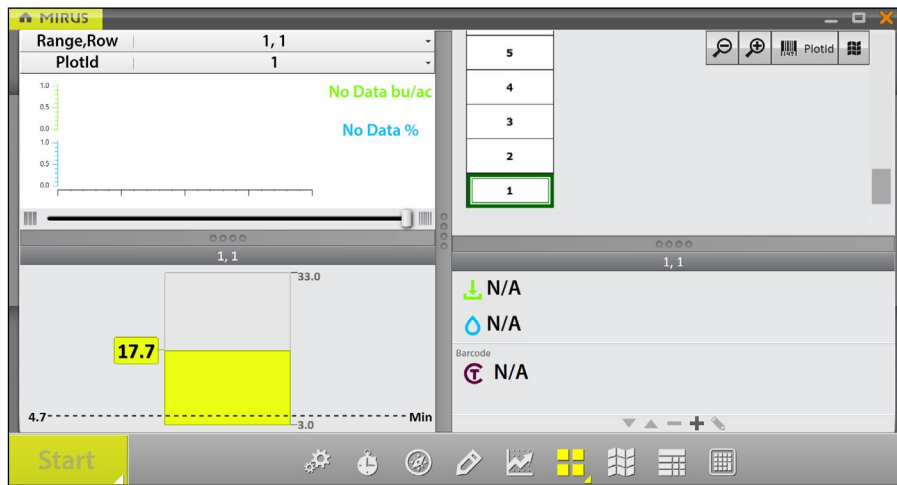 MIRUS
Range,Row 1, 1
PlotId 1
1.0
0.5
0.0
1.0
0.5
0.0
No Data bu/ac
No Data %
1, 1
33.0
17.7
4.7 Min
3.0
5
4
3
2
1
PlotId
1, 1
N/A
N/A
Barcode
N/A
Start